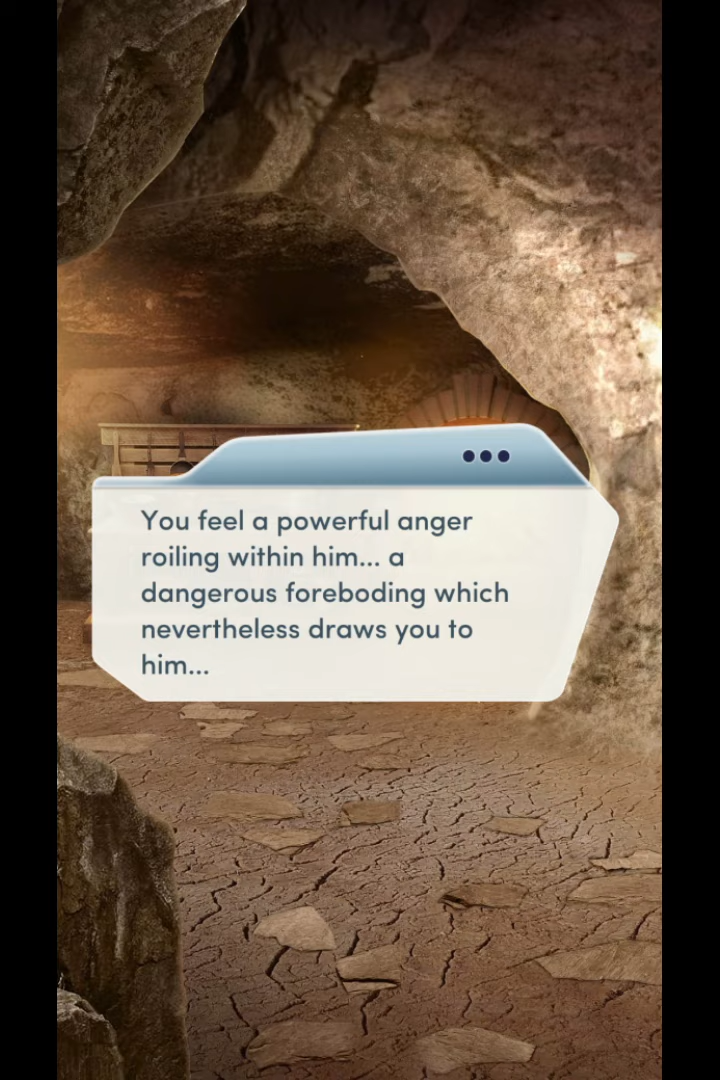 You feel a powerful anger
roiling within him... a
dangerous foreboding which
nevertheless draws you to
him...